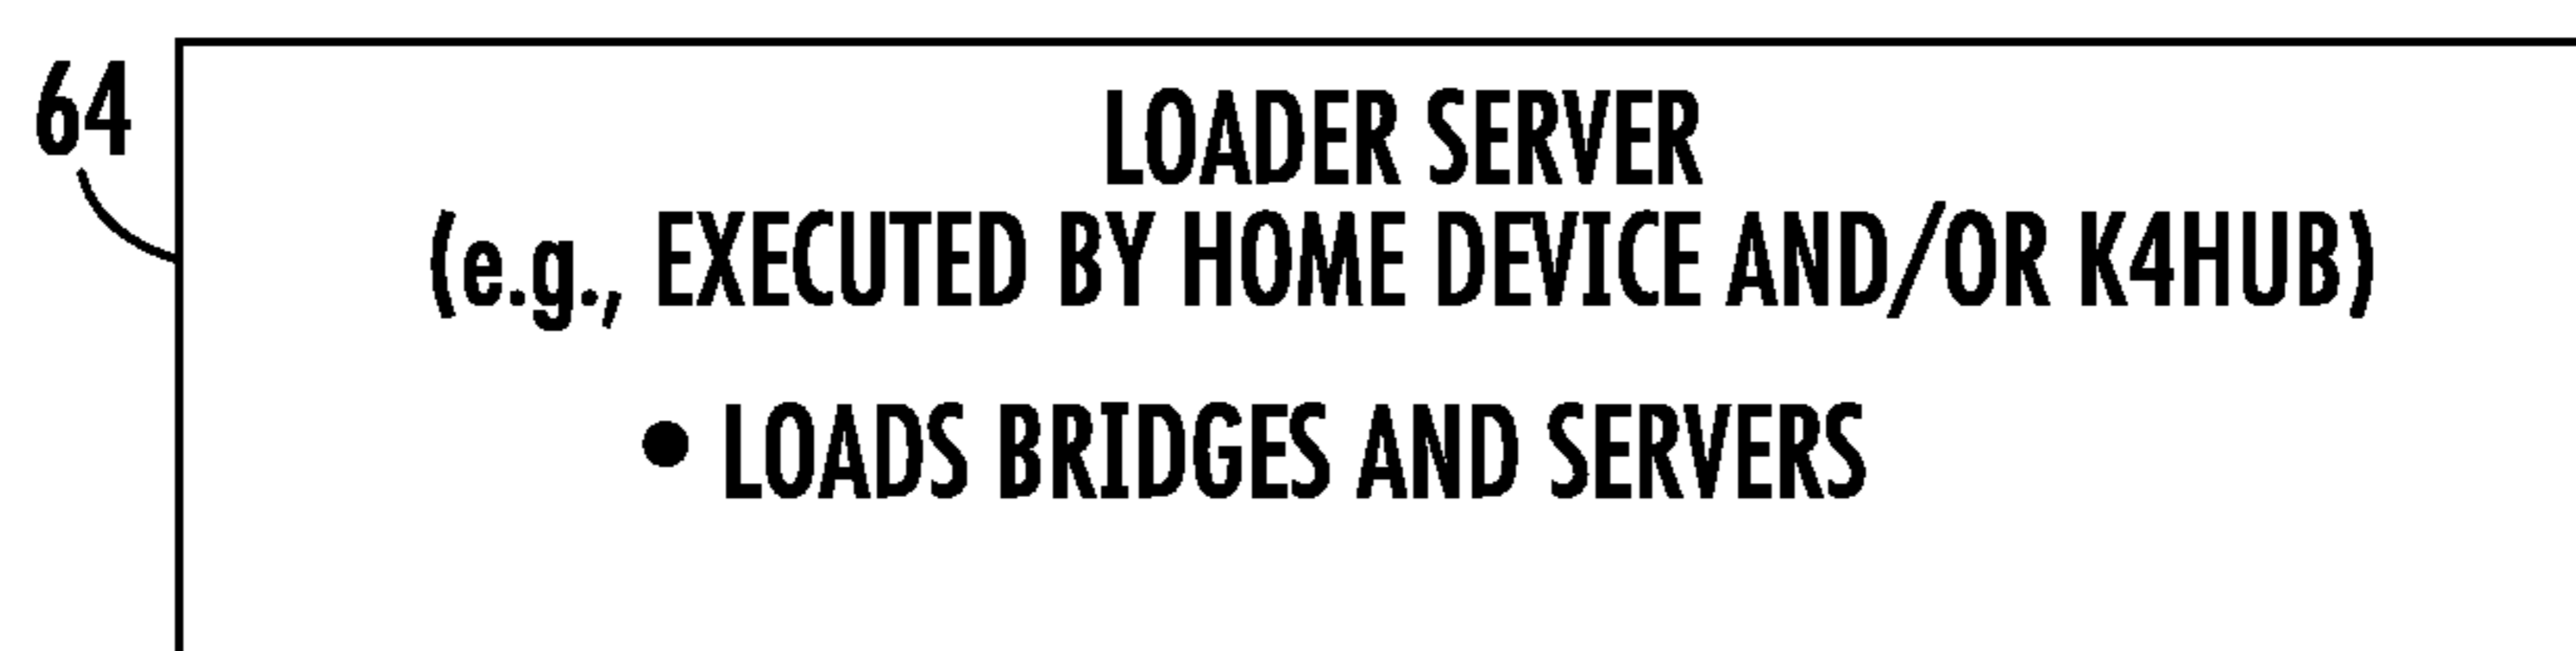 64
LOADER SERVER
(e.g., EXECUTED BY HOME DEVICE AND/OR K4HUB)
• LOADS BRIDGES AND SERVERS